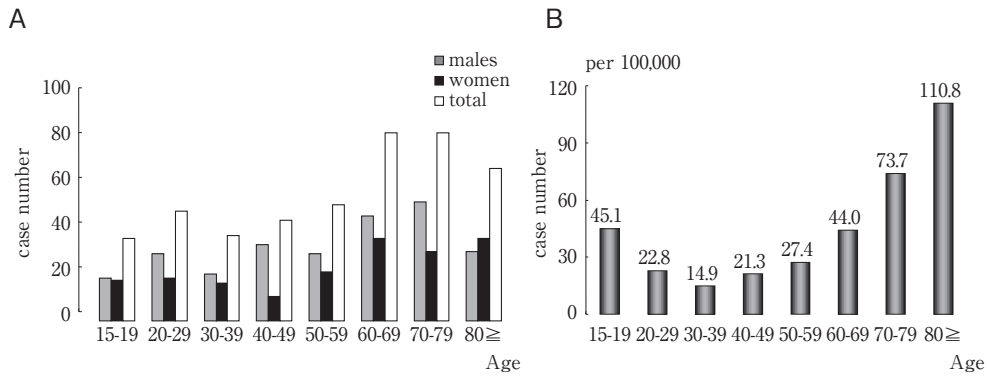 A
males
women
total
case number
100
80
60
40
20
0
15-19 20-29 30-39 40-49 50-59 60-69 70-79 80≧
Age
B
per 100,000
case number
120
90
60
30
0
45.1
22.8
14.9
21.3
27.4
44.0
73.7
110.8
15-19 20-29 30-39 40-49 50-59 60-69 70-79 80≧
Age